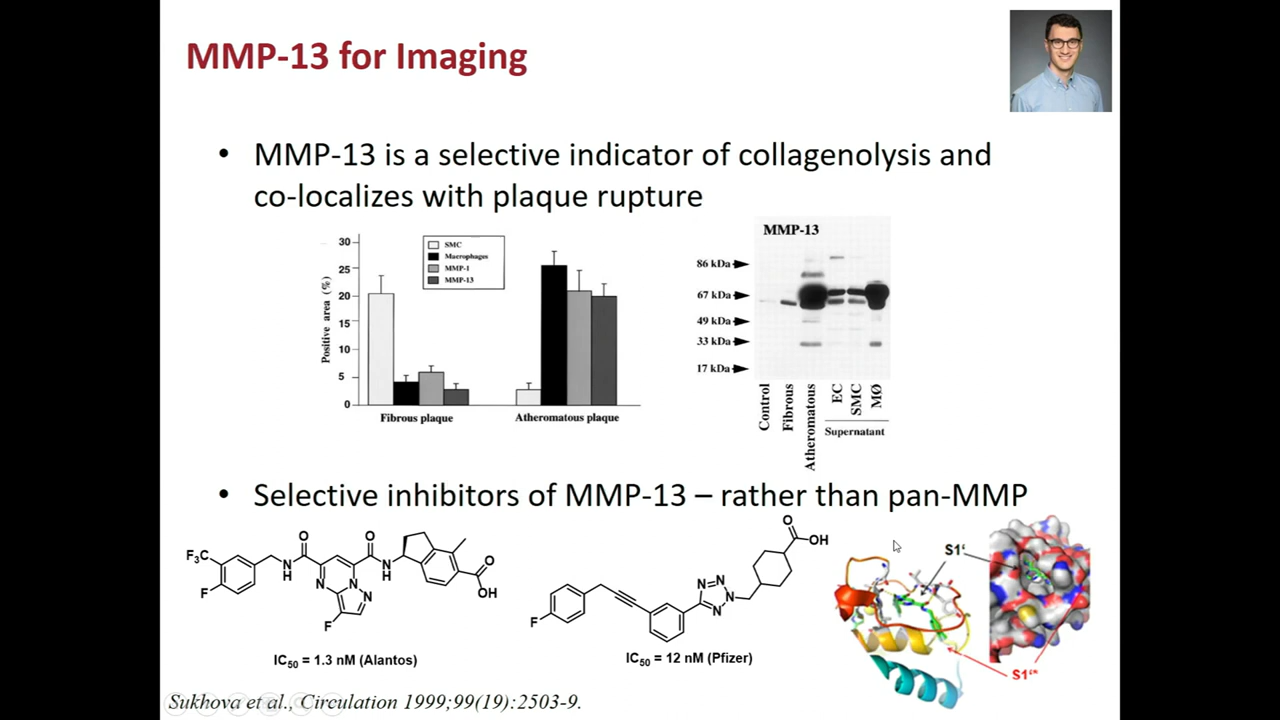 MMP-13 for Imaging
• MMP-13 is a selective indicator of collagenolysis and
co-localizes with plaque rupture
30
25
20
15
10
5
0
Positive area (%)
SMC
Macrophages
MMP-1
MMP-13
Fibrous plaque
Atheromatous plaque
MMP-13
86 kDa
67 kDa
49 kDa
33 kDa
17 kDa
Control
Fibrous
Atheromatous
EC
SMC
MØ
Supernatant
• Selective inhibitors of MMP-13 – rather than pan-MMP
F₃C
F
O
N
H
N
N
N
F
O
N
H
O
OH
IC₅₀ = 1.3 nM (Alantos)
F
N
N
N
N
O
OH
IC₅₀ = 12 nM (Pfizer)
S1‘
S1‘*
Sukhova et al., Circulation 1999;99(19):2503-9.